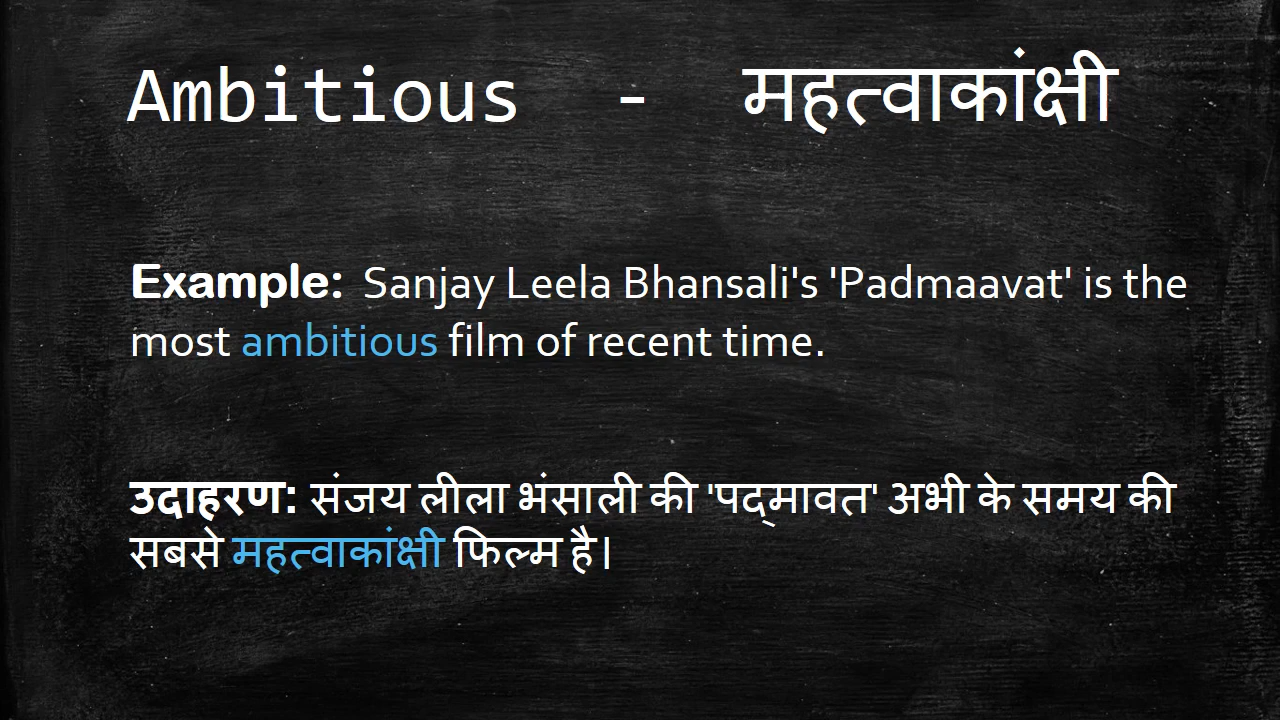 Ambitious - महत्वाकांक्षी
Example: Sanjay Leela Bhansali's 'Padmaavat' is the
most ambitious film of recent time.
उदाहरण: संजय लीला भंसाली की 'पद्‌मावत' अभी के समय की
सबसे महत्वाकांक्षी फिल्म है।